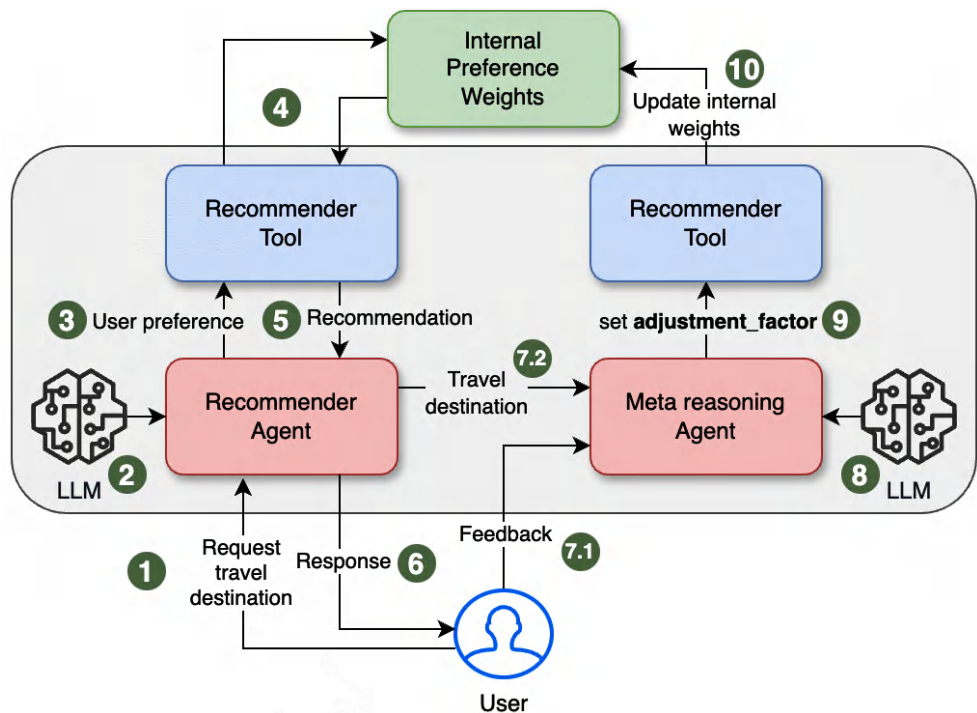 Internal
Preference
Weights
10
Update internal
weights
4
Recommender
Tool
Recommender
Tool
3
User preference
5
Recommendation
set adjustment_factor
9
7.2
Travel
destination
Recommender
Agent
Meta reasoning
Agent
LLM
2
8
LLM
1
Request
travel
destination
Response
6
Feedback
7.1
User